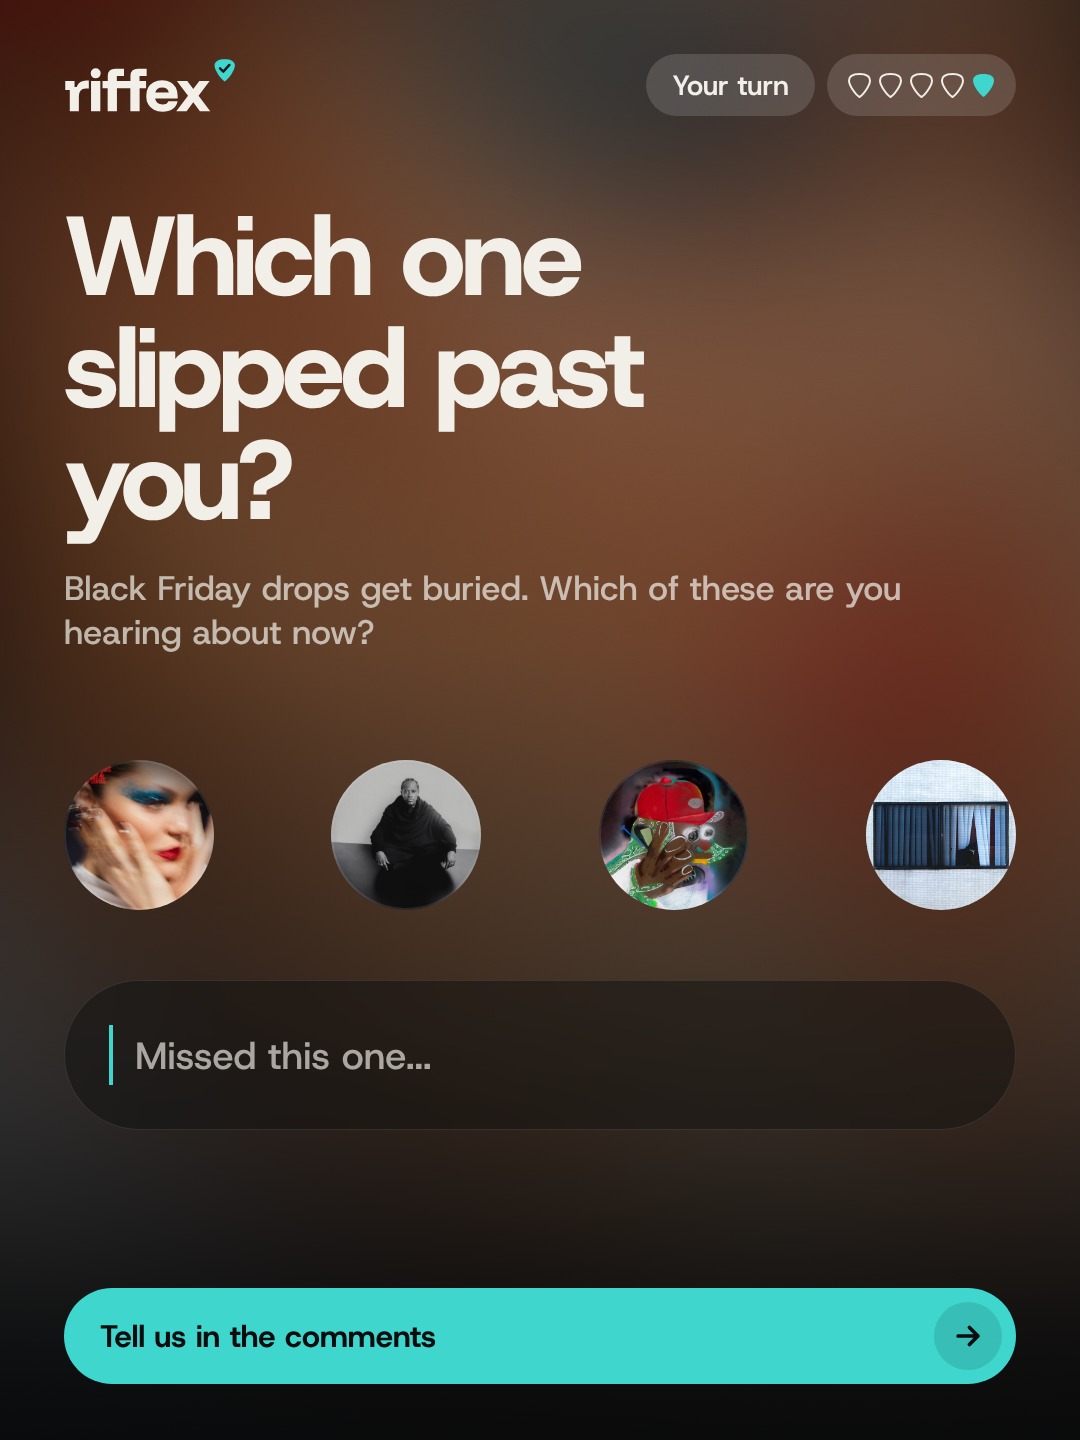 riffex
Your turn
Which one
slipped past
you?
Black Friday drops get buried. Which of these are you
hearing about now?
Missed this one...
Tell us in the comments